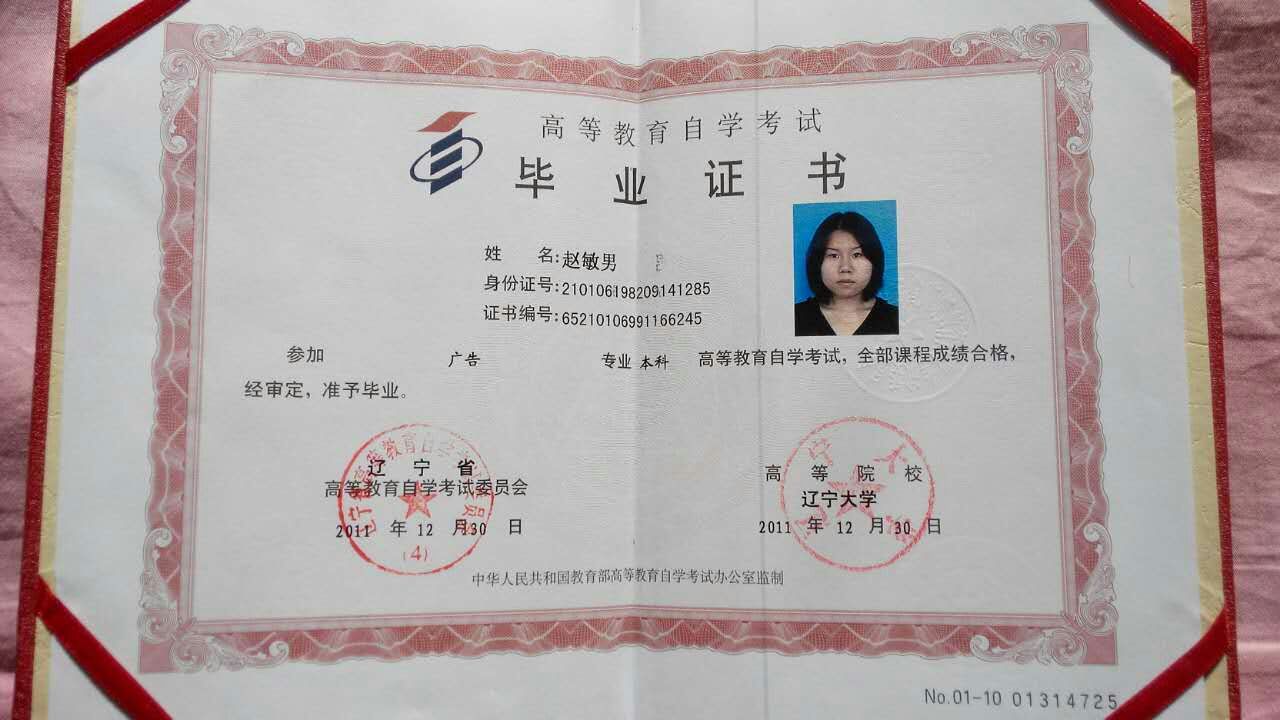 高等教育自学考试
毕业证书
姓 名:赵敏男
身份证号:210106198209141285
证书编号:65210106991166245
参加 广告 专业 本科 高等教育自学考试,全部课程成绩合格,
经审定,准予毕业。
辽宁省
高等教育自学考试委员会
2011 年 12 月 30 日
(4)
高等院校
辽宁大学
2011 年 12 月 30 日
中华人民共和国教育部高等教育自学考试办公室监制
No.01-10 01314725